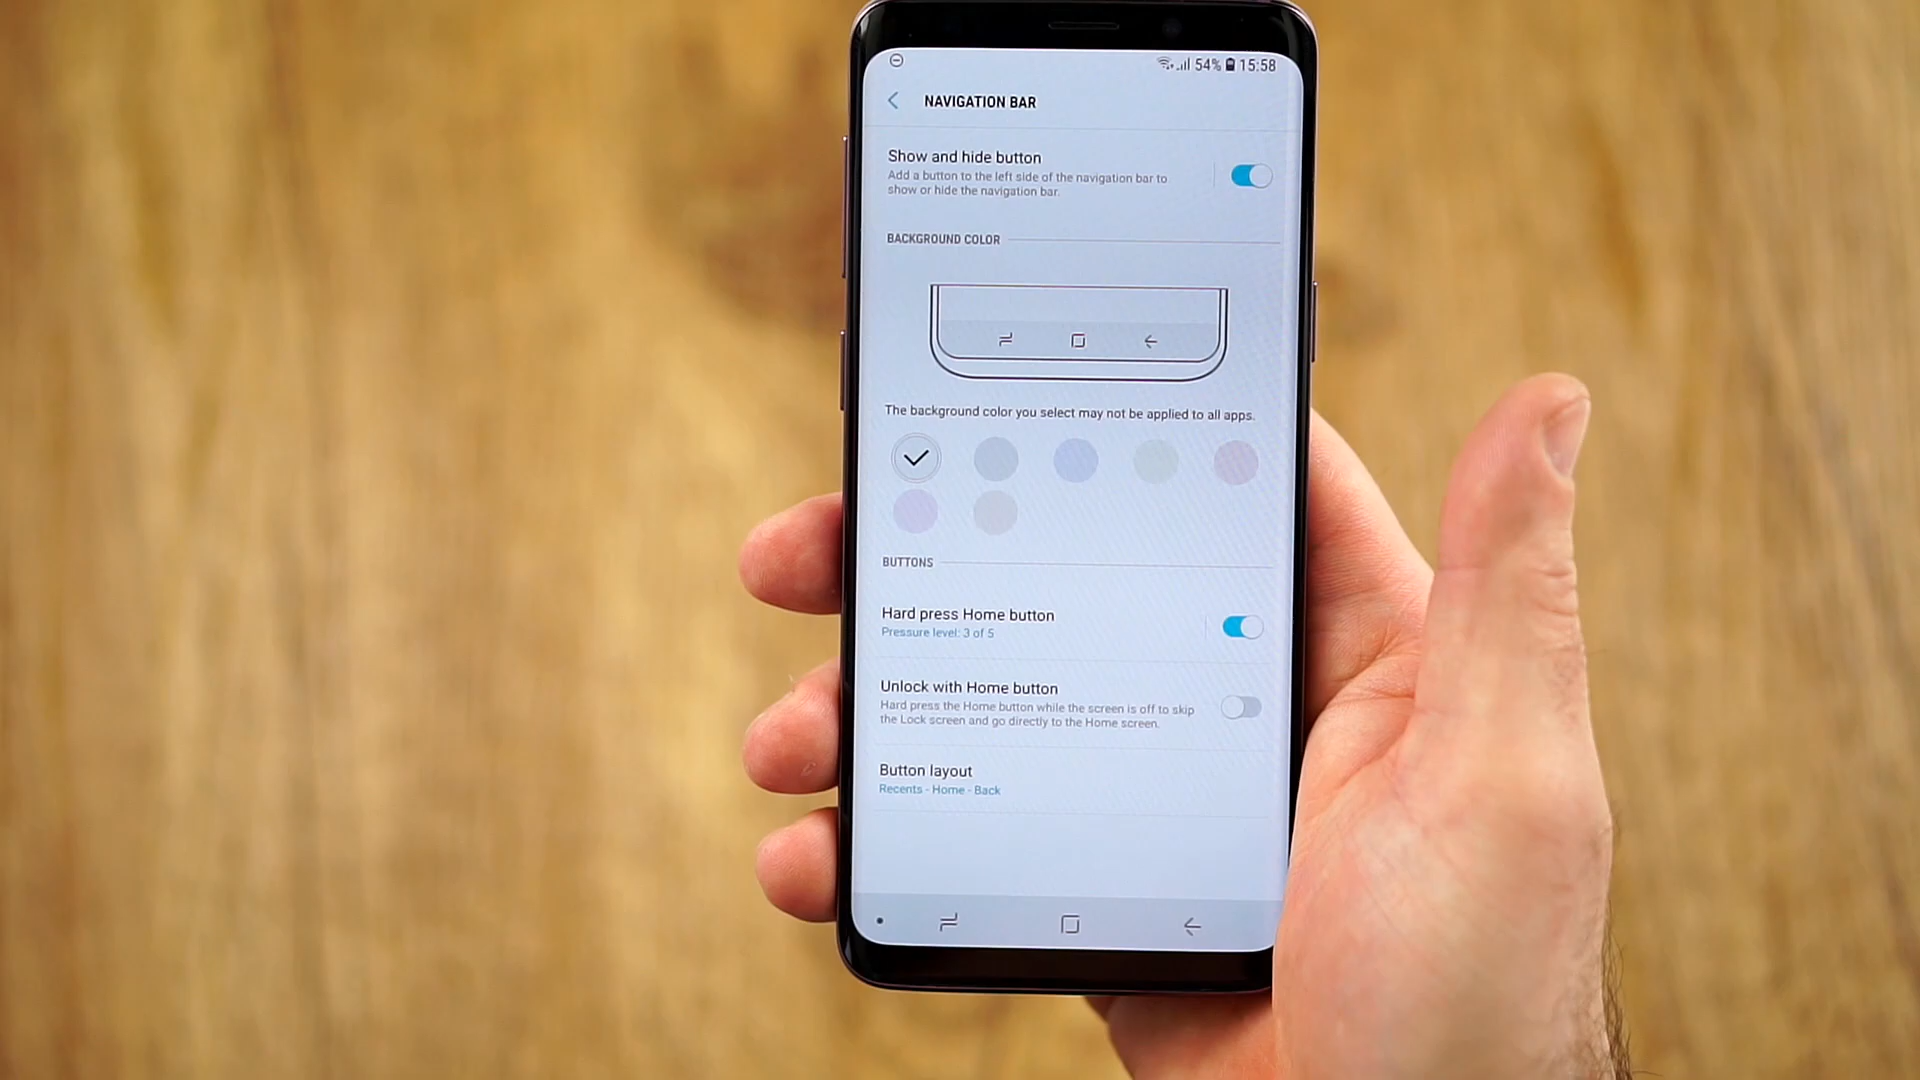 54% 15:58
NAVIGATION BAR
Show and hide button
Add a button to the left side of the navigation bar to
show or hide the navigation bar.
BACKGROUND COLOR
The background color you select may not be applied to all apps.
BUTTONS
Hard press Home button
Pressure level: 3 of 5
Unlock with Home button
Hard press the Home button while the screen is off to skip
the Lock screen and go directly to the Home screen.
Button layout
Recents - Home - Back